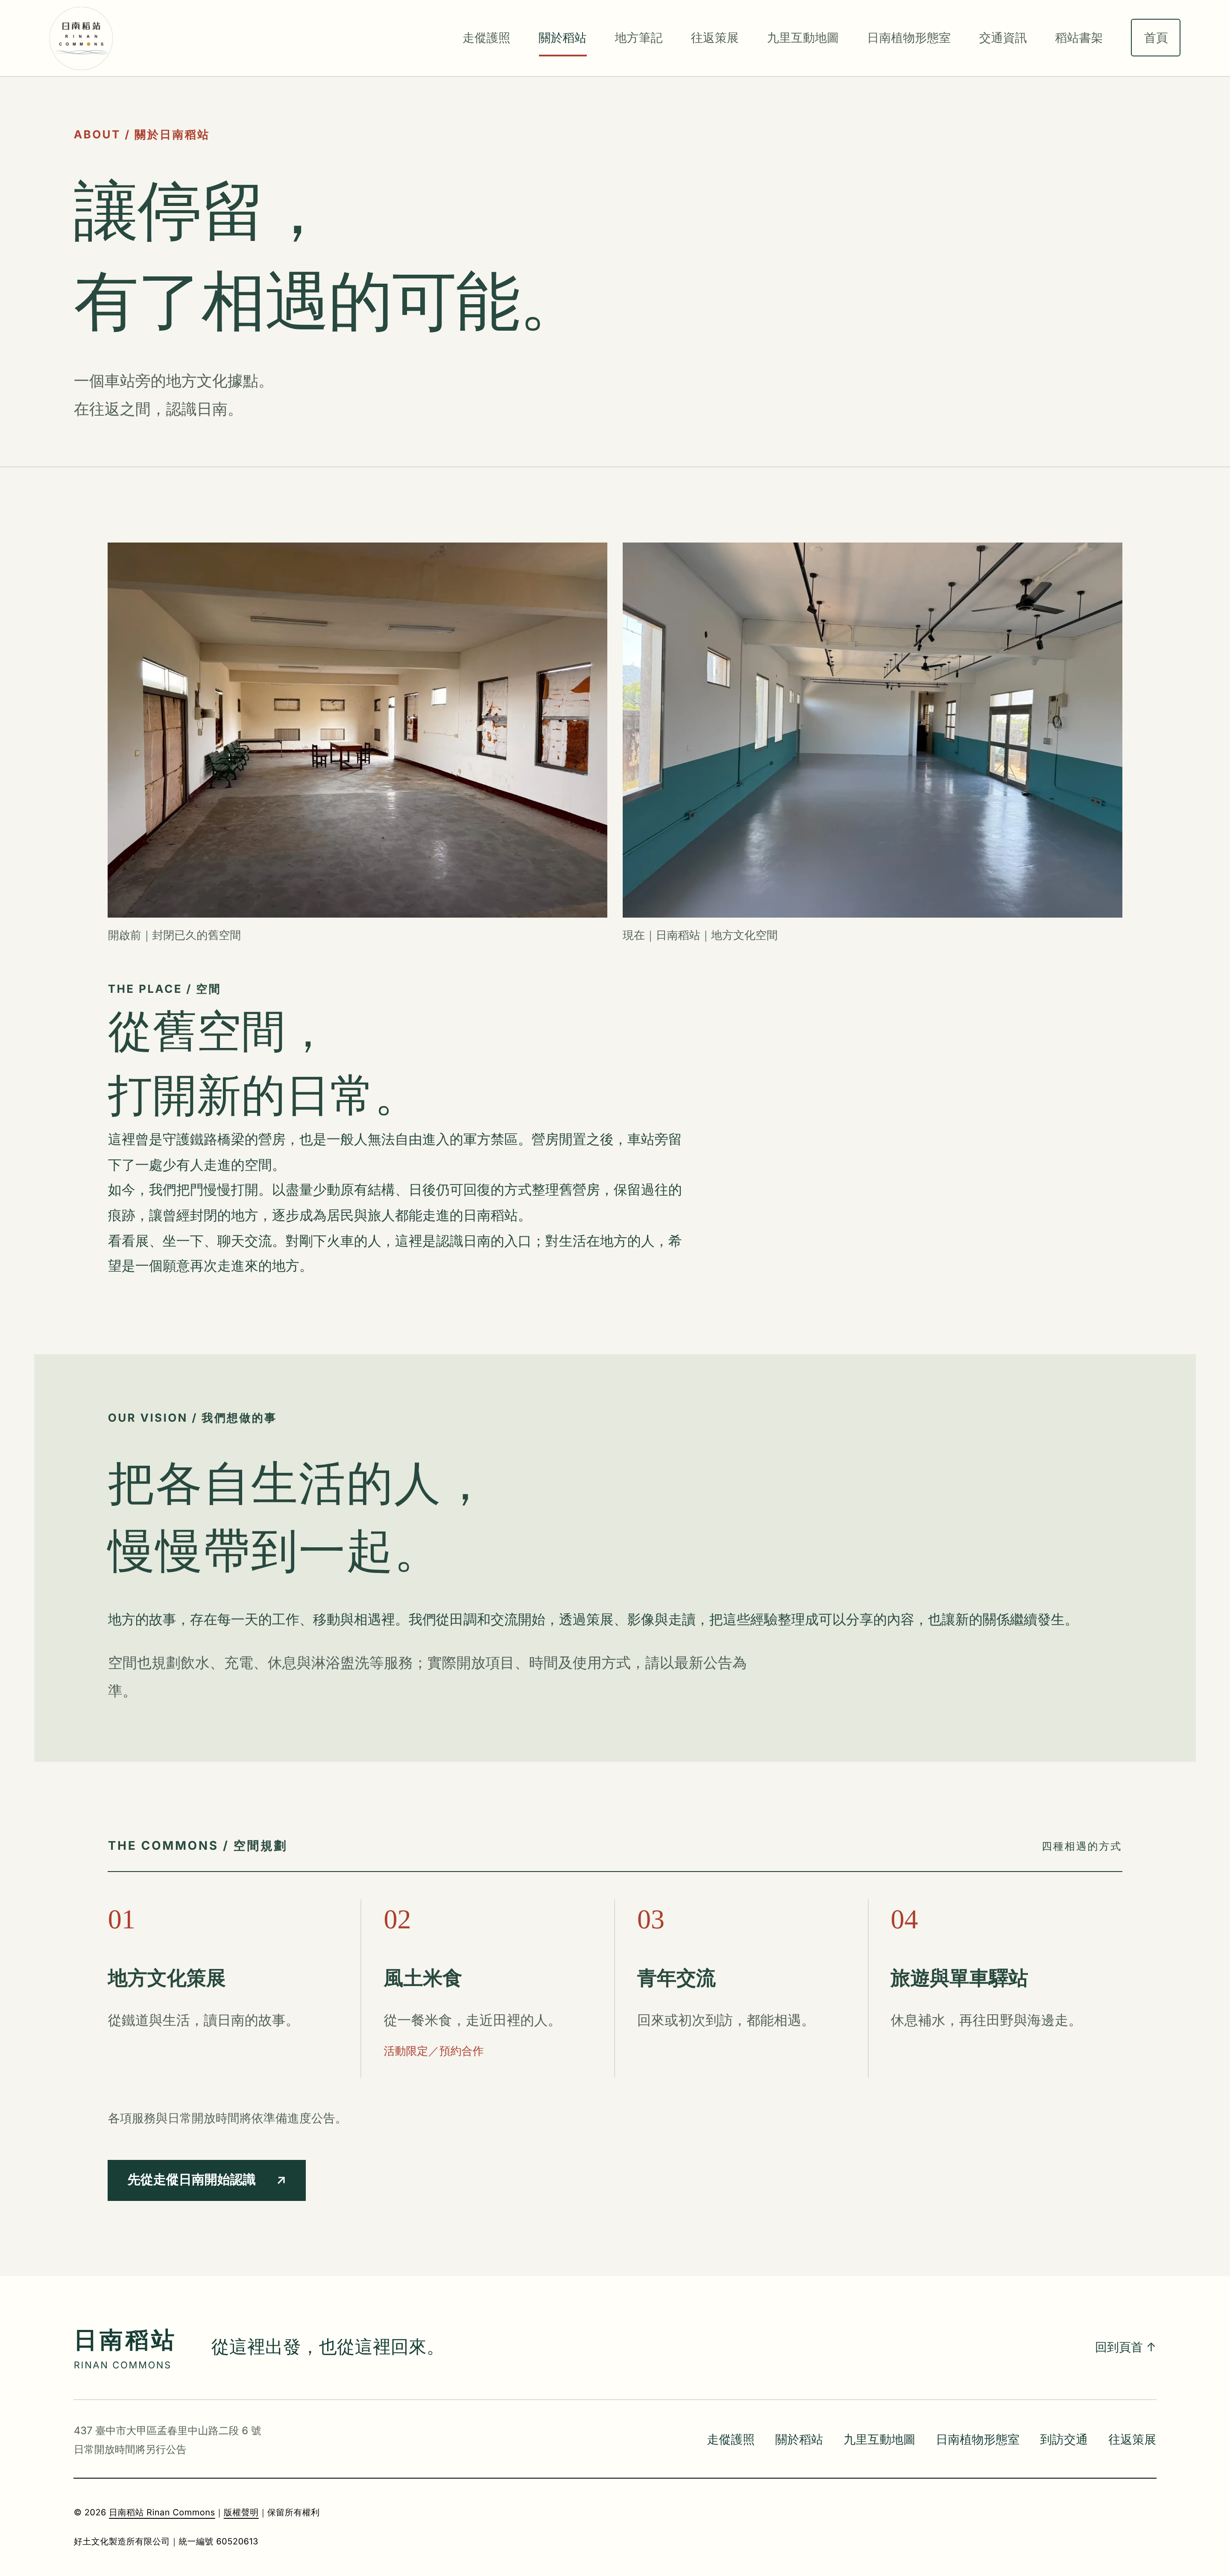 日南稻站
RINAN
COMMONS
走從護照
關於稻站
地方筆記
往返策展
九里互動地圖
日南植物形態室
交通資訊
稻站書架
首頁
ABOUT / 關於日南稻站
讓停留，
有了相遇的可能。
一個車站旁的地方文化據點。
在往返之間，認識日南。
開啟前｜封閉已久的舊空間
現在｜日南稻站｜地方文化空間
THE PLACE / 空間
從舊空間，
打開新的日常。
這裡曾是守護鐵路橋梁的營房，也是一般人無法自由進入的軍方禁區。營房閒置之後，車站旁留
下了一處少有人走進的空間。
如今，我們把門慢慢打開。以盡量少動原有結構、日後仍可回復的方式整理舊營房，保留過往的
痕跡，讓曾經封閉的地方，逐步成為居民與旅人都能走進的日南稻站。
看看展、坐一下、聊天交流。對剛下火車的人，這裡是認識日南的入口；對生活在地方的人，希
望是一個願意再次走進來的地方。
OUR VISION / 我們想做的事
把各自生活的人，
慢慢帶到一起。
地方的故事，存在每一天的工作、移動與相遇裡。我們從田調和交流開始，透過策展、影像與走讀，把這些經驗整理成可以分享的內容，也讓新的關係繼續發生。
空間也規劃飲水、充電、休息與淋浴盥洗等服務；實際開放項目、時間及使用方式，請以最新公告為
準。
THE COMMONS / 空間規劃
四種相遇的方式
01
地方文化策展
從鐵道與生活，讀日南的故事。
02
風土米食
從一餐米食，走近田裡的人。
活動限定／預約合作
03
青年交流
回來或初次到訪，都能相遇。
04
旅遊與單車驛站
休息補水，再往田野與海邊走。
各項服務與日常開放時間將依準備進度公告。
先從走傱日南開始認識 ↗
日南稻站
RINAN COMMONS
從這裡出發，也從這裡回來。
回到頁首 ↑
437 臺中市大甲區孟春里中山路二段 6 號
日常開放時間將另行公告
走傱護照
關於稻站
九里互動地圖
日南植物形態室
到訪交通
往返策展
© 2026 日南稻站 Rinan Commons｜版權聲明｜保留所有權利
好土文化製造所有限公司｜統一編號 60520613